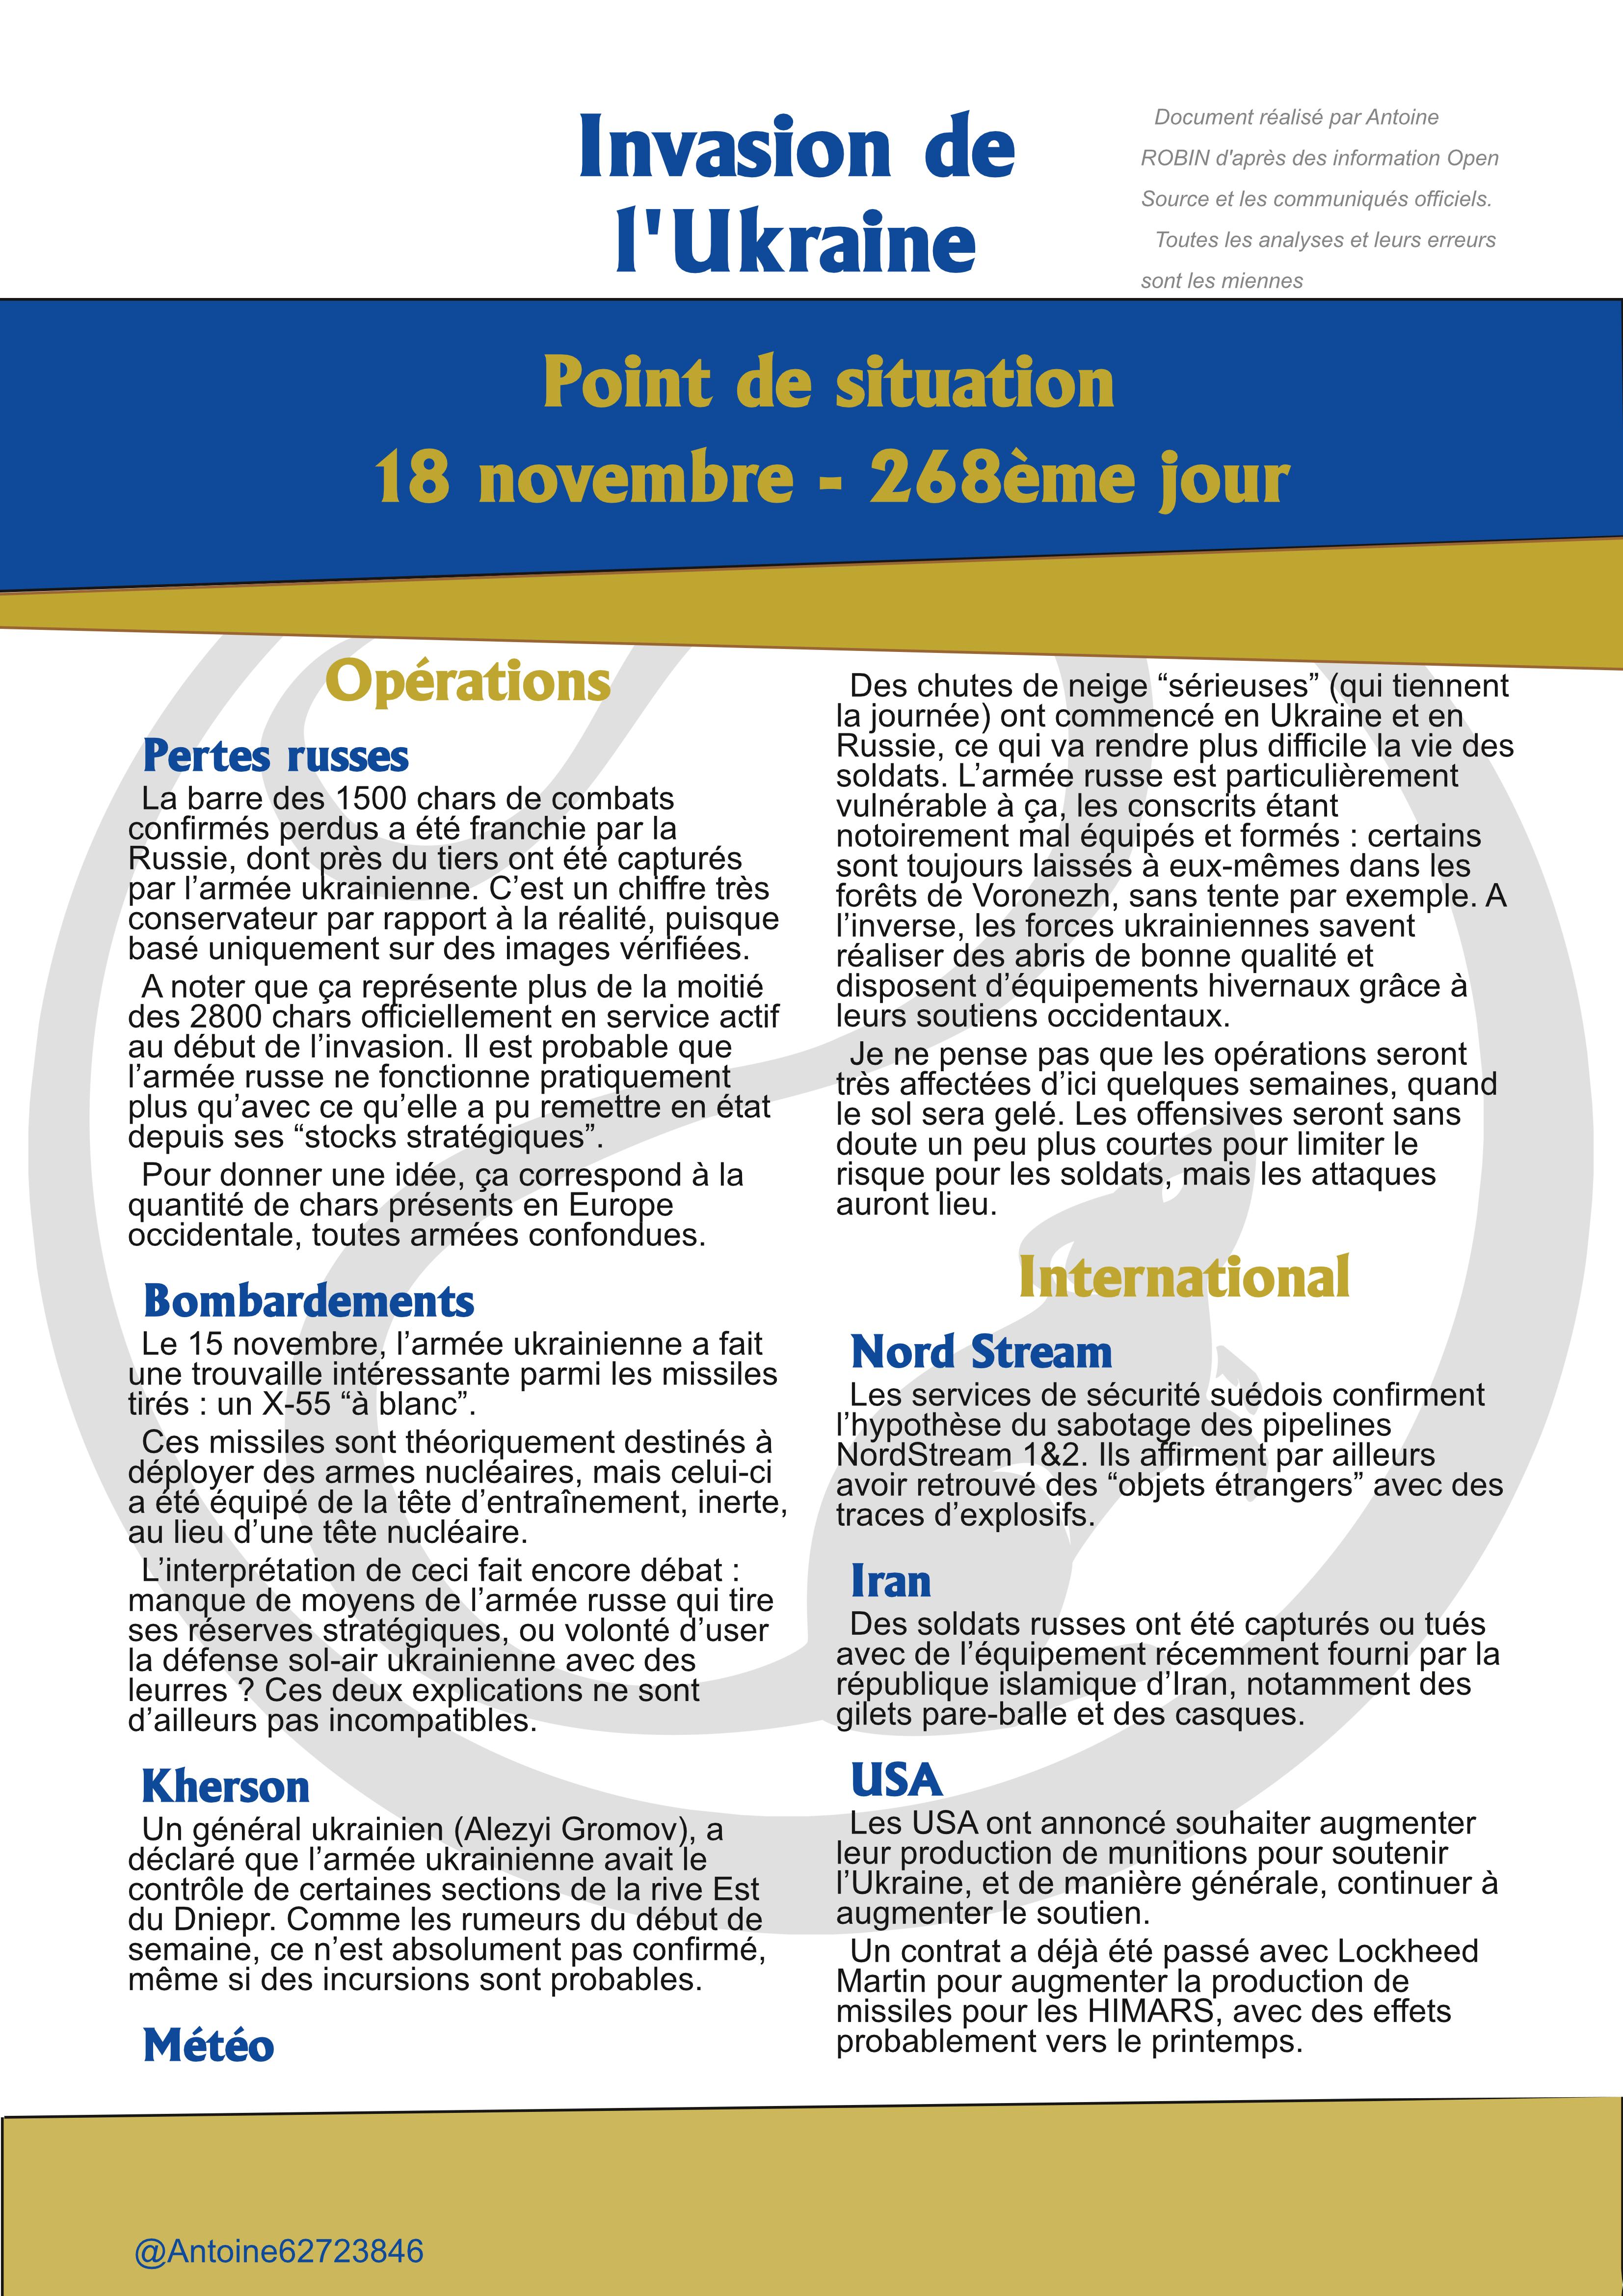 Invasion de
l'Ukraine
Document réalisé par Antoine
ROBIN d'après des information Open
Source et les communiqués officiels.
Toutes les analyses et leurs erreurs
sont les miennes
Point de situation
18 novembre - 268ème jour
Opérations
Pertes russes
La barre des 1500 chars de combats
confirmés perdus a été franchie par la
Russie, dont près du tiers ont été capturés
par l’armée ukrainienne. C’est un chiffre très
conservateur par rapport à la réalité, puisque
basé uniquement sur des images vérifiées.
A noter que ça représente plus de la moitié
des 2800 chars officiellement en service actif
au début de l’invasion. Il est probable que
l’armée russe ne fonctionne pratiquement
plus qu’avec ce qu’elle a pu remettre en état
depuis ses “stocks stratégiques”.
Pour donner une idée, ça correspond à la
quantité de chars présents en Europe
occidentale, toutes armées confondues.
Bombardements
Le 15 novembre, l’armée ukrainienne a fait
une trouvaille intéressante parmi les missiles
tirés : un X-55 “à blanc”.
Ces missiles sont théoriquement destinés à
déployer des armes nucléaires, mais celui-ci
a été équipé de la tête d’entraînement, inerte,
au lieu d’une tête nucléaire.
L’interprétation de ceci fait encore débat :
manque de moyens de l’armée russe qui tire
ses réserves stratégiques, ou volonté d’user
la défense sol-air ukrainienne avec des
leurres ? Ces deux explications ne sont
d’ailleurs pas incompatibles.
Kherson
Un général ukrainien (Alezyi Gromov), a
déclaré que l’armée ukrainienne avait le
contrôle de certaines sections de la rive Est
du Dniepr. Comme les rumeurs du début de
semaine, ce n’est absolument pas confirmé,
même si des incursions sont probables.
Météo
Des chutes de neige “sérieuses” (qui tiennent
la journée) ont commencé en Ukraine et en
Russie, ce qui va rendre plus difficile la vie des
soldats. L’armée russe est particulièrement
vulnérable à ça, les conscrits étant
notoirement mal équipés et formés : certains
sont toujours laissés à eux-mêmes dans les
forêts de Voronezh, sans tente par exemple. A
l’inverse, les forces ukrainiennes savent
réaliser des abris de bonne qualité et
disposent d’équipements hivernaux grâce à
leurs soutiens occidentaux.
Je ne pense pas que les opérations seront
très affectées d’ici quelques semaines, quand
le sol sera gelé. Les offensives seront sans
doute un peu plus courtes pour limiter le
risque pour les soldats, mais les attaques
auront lieu.
International
Nord Stream
Les services de sécurité suédois confirment
l’hypothèse du sabotage des pipelines
NordStream 1&2. Ils affirment par ailleurs
avoir retrouvé des “objets étrangers” avec des
traces d’explosifs.
Iran
Des soldats russes ont été capturés ou tués
avec de l’équipement récemment fourni par la
république islamique d’Iran, notamment des
gilets pare-balle et des casques.
USA
Les USA ont annoncé souhaiter augmenter
leur production de munitions pour soutenir
l’Ukraine, et de manière générale, continuer à
augmenter le soutien.
Un contrat a déjà été passé avec Lockheed
Martin pour augmenter la production de
missiles pour les HIMARS, avec des effets
probablement vers le printemps.
@Antoine62723846